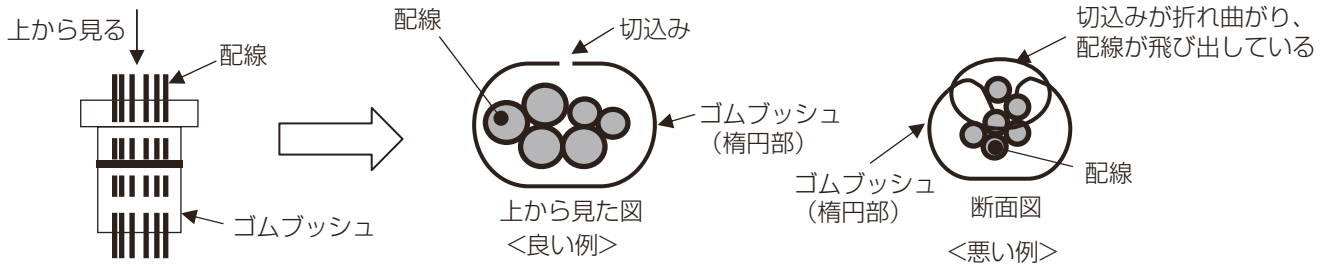 上から見る
配線
ゴムブッシュ
配線
切込み
ゴムブッシュ
（楕円部）
上から見た図
＜良い例＞
切込みが折れ曲がり、
配線が飛び出している
ゴムブッシュ
（楕円部）
配線
断面図
＜悪い例＞